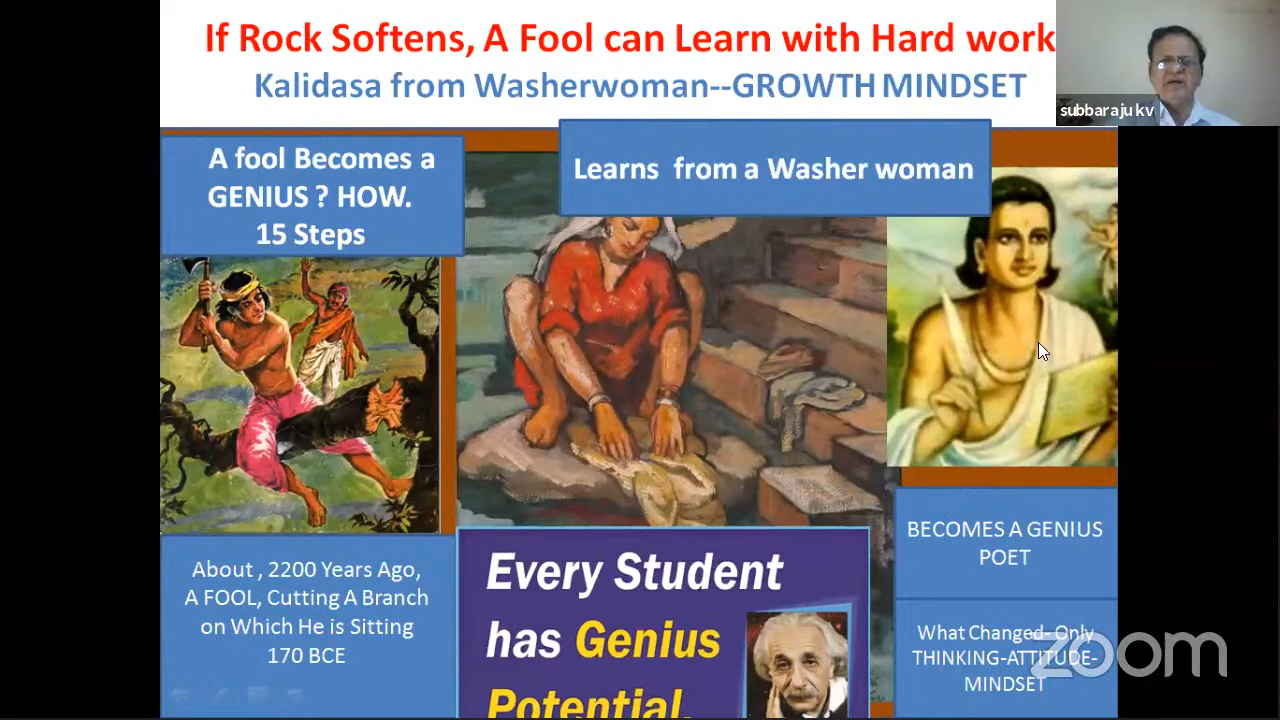 If Rock Softens, A Fool can Learn with Hard work
Kalidasa from Washerwoman--GROWTH MINDSET
subbaraju kv
A fool Becomes a
GENIUS ? HOW.
15 Steps
Learns from a Washer woman
About , 2200 Years Ago,
A FOOL, Cutting A Branch
on Which He is Sitting
170 BCE
Every Student
has Genius
Potential.
BECOMES A GENIUS
POET
What Changed- Only
THINKING-ATTITUDE-
MINDSET
zoom